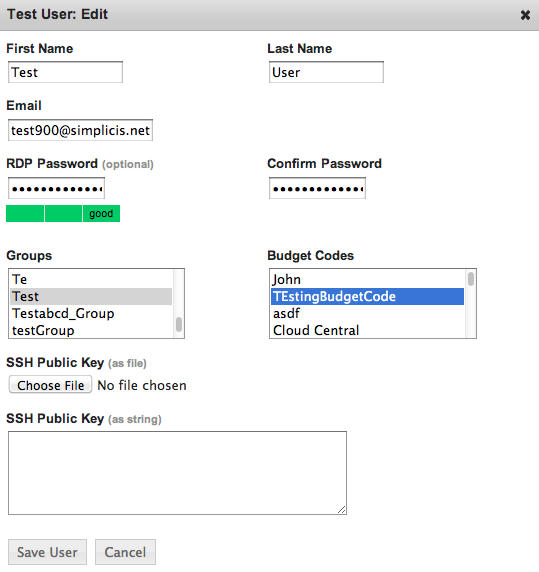 Test User: Edit ×
First Name Last Name
Test User
Email
test900@simplicis.net
RDP Password (optional) Confirm Password
••••••••••••• •••••••••••••
good
Groups Budget Codes
Te John
Test TEstingBudgetCode
Testabcd_Group asdf
testGroup Cloud Central
SSH Public Key (as file)
Choose File No file chosen
SSH Public Key (as string)
Save User Cancel